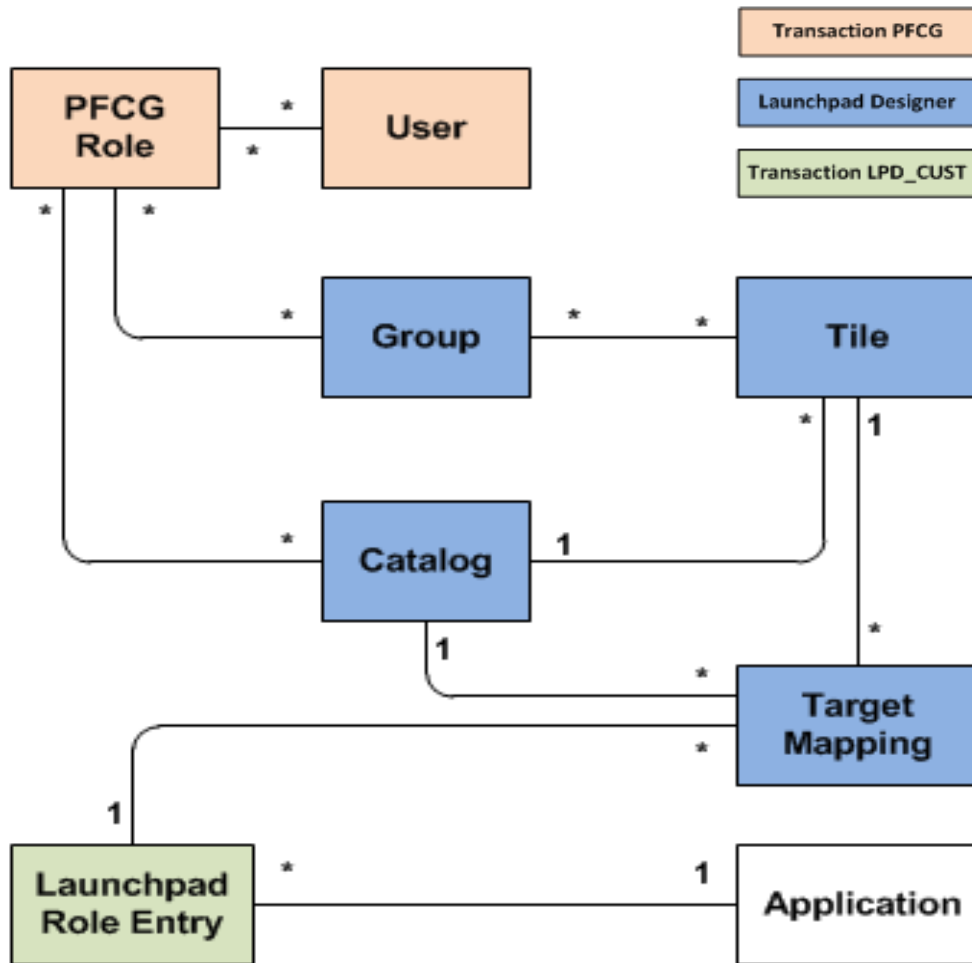 Transaction PFCG
PFCG
Role
*
*
User
Launchpad Designer
Transaction LPD_CUST
*
*
*
Group
*
*
Tile
*
1
*
Catalog
1
1
*
*
Target
Mapping
*
1
Launchpad
Role Entry
*
1
Application